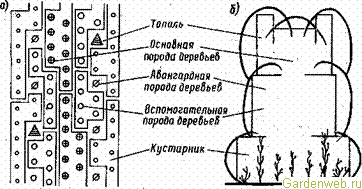 а)
б)
Тополь
Основная
порода деревьев
Авангардная
порода деревьев
Вспомогательная
порода деревьев
Кустарник
Gardenweb.ru